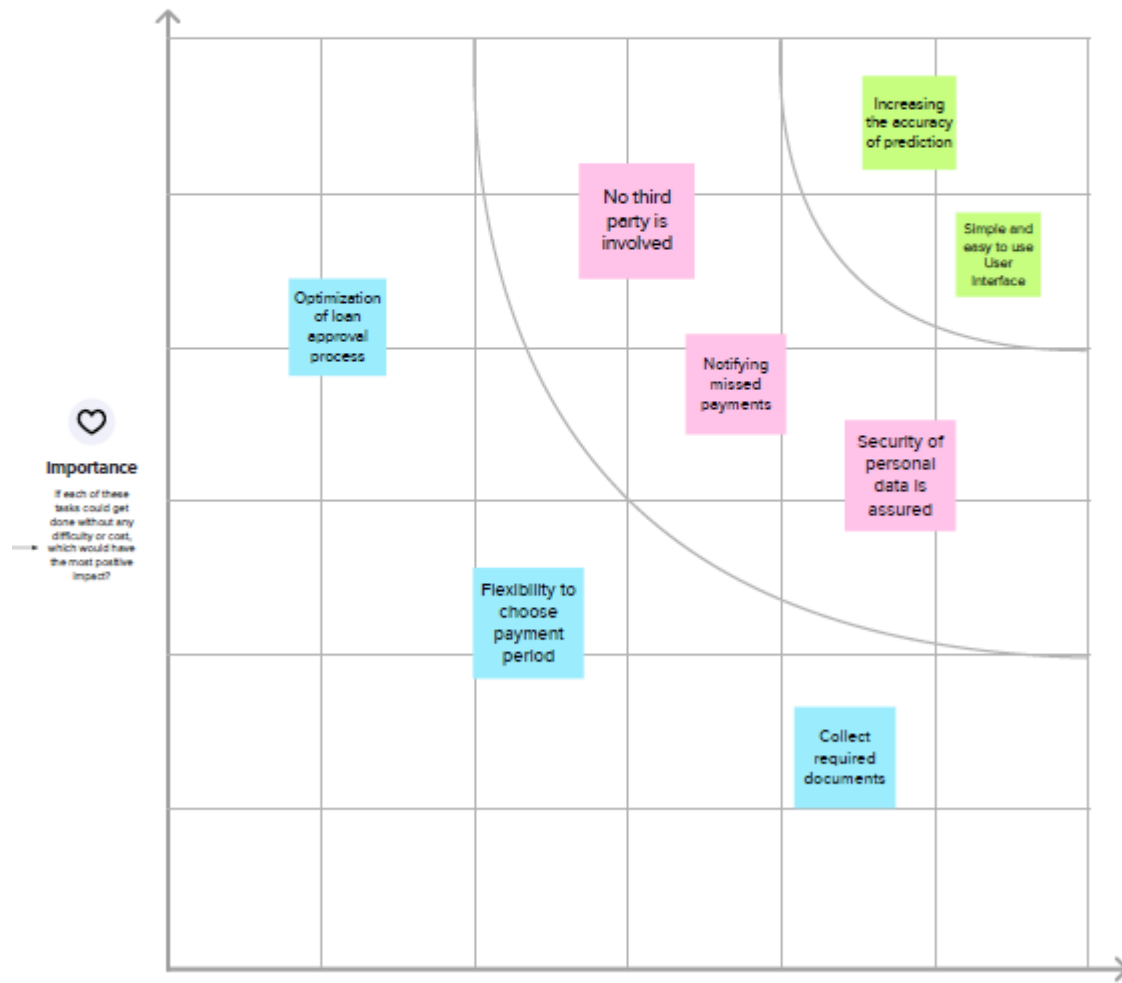 Increasing
the accuracy
of prediction
No third
party is
involved
Simple and
easy to use
User
Interface
Optimization
of loan
approval
process
Notifying
missed
payments
Importance
If each of these
tasks could get
done without any
difficulty or cost,
which would have
the most positive
impact?
Security of
personal
data is
assured
Flexibility to
choose
payment
period
Collect
required
documents